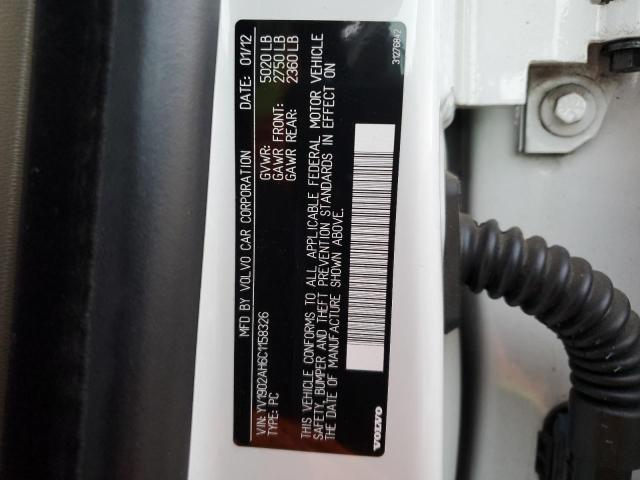 MFD BY VOLVO CAR CORPORATION DATE: 01/12
GVWR: 5020 LB
GAWR FRONT: 2750 LB
GAWR REAR: 2360 LB
VIN: YV1902AH6C1158326
TYPE: PC
THIS VEHICLE CONFORMS TO ALL APPLICABLE FEDERAL MOTOR VEHICLE
SAFETY, BUMPER AND THEFT PREVENTION STANDARDS IN EFFECT ON
THE DATE OF MANUFACTURE SHOWN ABOVE.
VOLVO
31276842